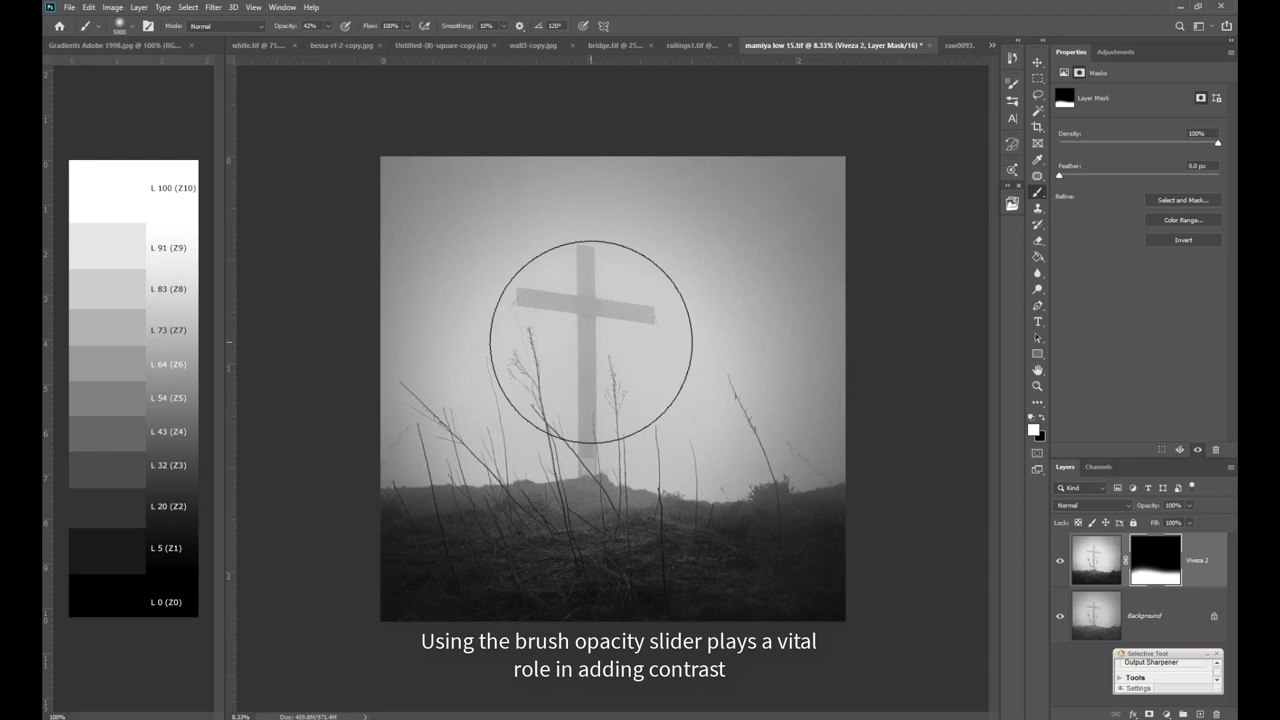 File Edit Image Layer Type Select Filter 3D View Window Help
5000 Mode: Normal Opacity: 42% Flow: 100% Smoothing: 10% 120°
Gradients Adobe 1998.jpg @ 100% (RG... white.tif @ 75.... bessa-rf-2-copy.jpg Untitled-(8)-square-copy.jpg wall3-copy.jpg bridge.tif @ 25... railings1.tif @... mamiya low 15.tif @ 8.33% (Viveza 2, Layer Mask/16) * raw0093.
L 100 (Z10)
L 91 (Z9)
L 83 (Z8)
L 73 (Z7)
L 64 (Z6)
L 54 (Z5)
L 43 (Z4)
L 32 (Z3)
L 20 (Z2)
L 5 (Z1)
L 0 (Z0)
Using the brush opacity slider plays a vital
role in adding contrast
Properties Adjustments
Masks
Layer Mask
Density: 100%
Feather: 0.0 px
Refine: Select and Mask...
Color Range...
Invert
Layers Channels
Kind
Normal Opacity: 100%
Lock: Fill: 100%
Viveza 2
Background
Selective Tool
Output Sharpener
Tools
Settings
100% 8.33% Doc: 459.8M/971.4M